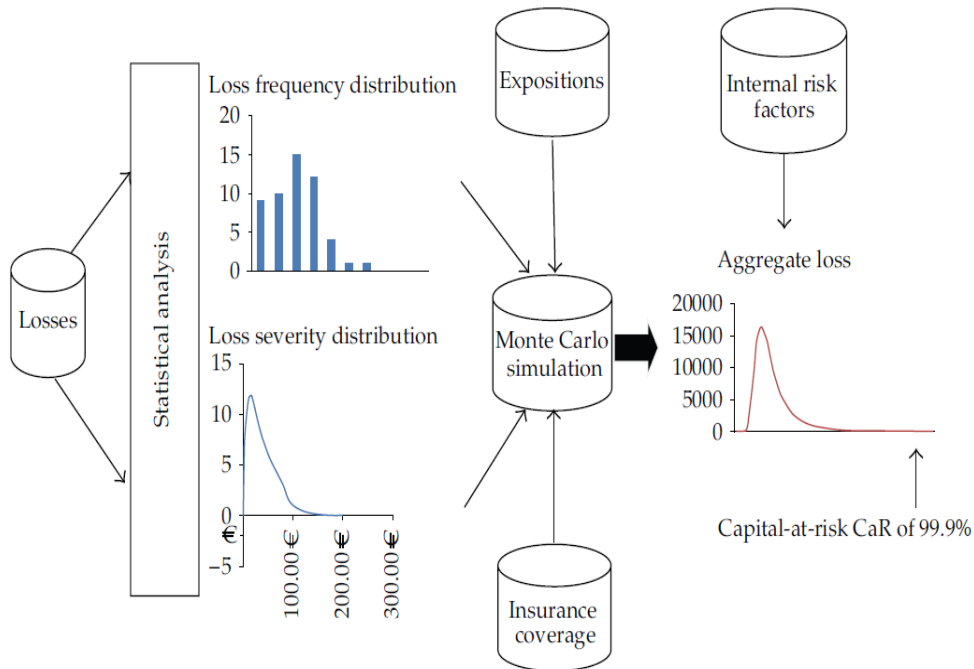 Losses
Statistical analysis
Loss frequency distribution
20
15
10
5
0
Loss severity distribution
15
10
5
0
−5
€
100.00 €
200.00 €
300.00 €
Expositions
Monte Carlo
simulation
Insurance
coverage
Internal risk
factors
Aggregate loss
20000
15000
10000
5000
0
Capital-at-risk CaR of 99.9%